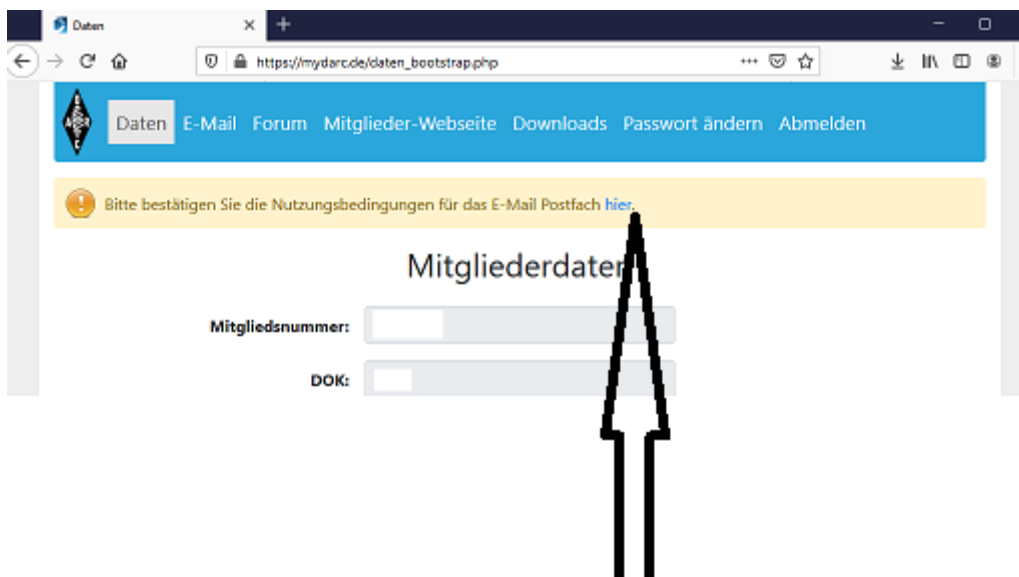 Daten
https://mydarc.de/daten_bootstrap.php
Daten E-Mail Forum Mitglieder-Webseite Downloads Passwort ändern Abmelden
Bitte bestätigen Sie die Nutzungsbedingungen für das E-Mail Postfach hier.
Mitgliederdaten
Mitgliedsnummer:
DOK: